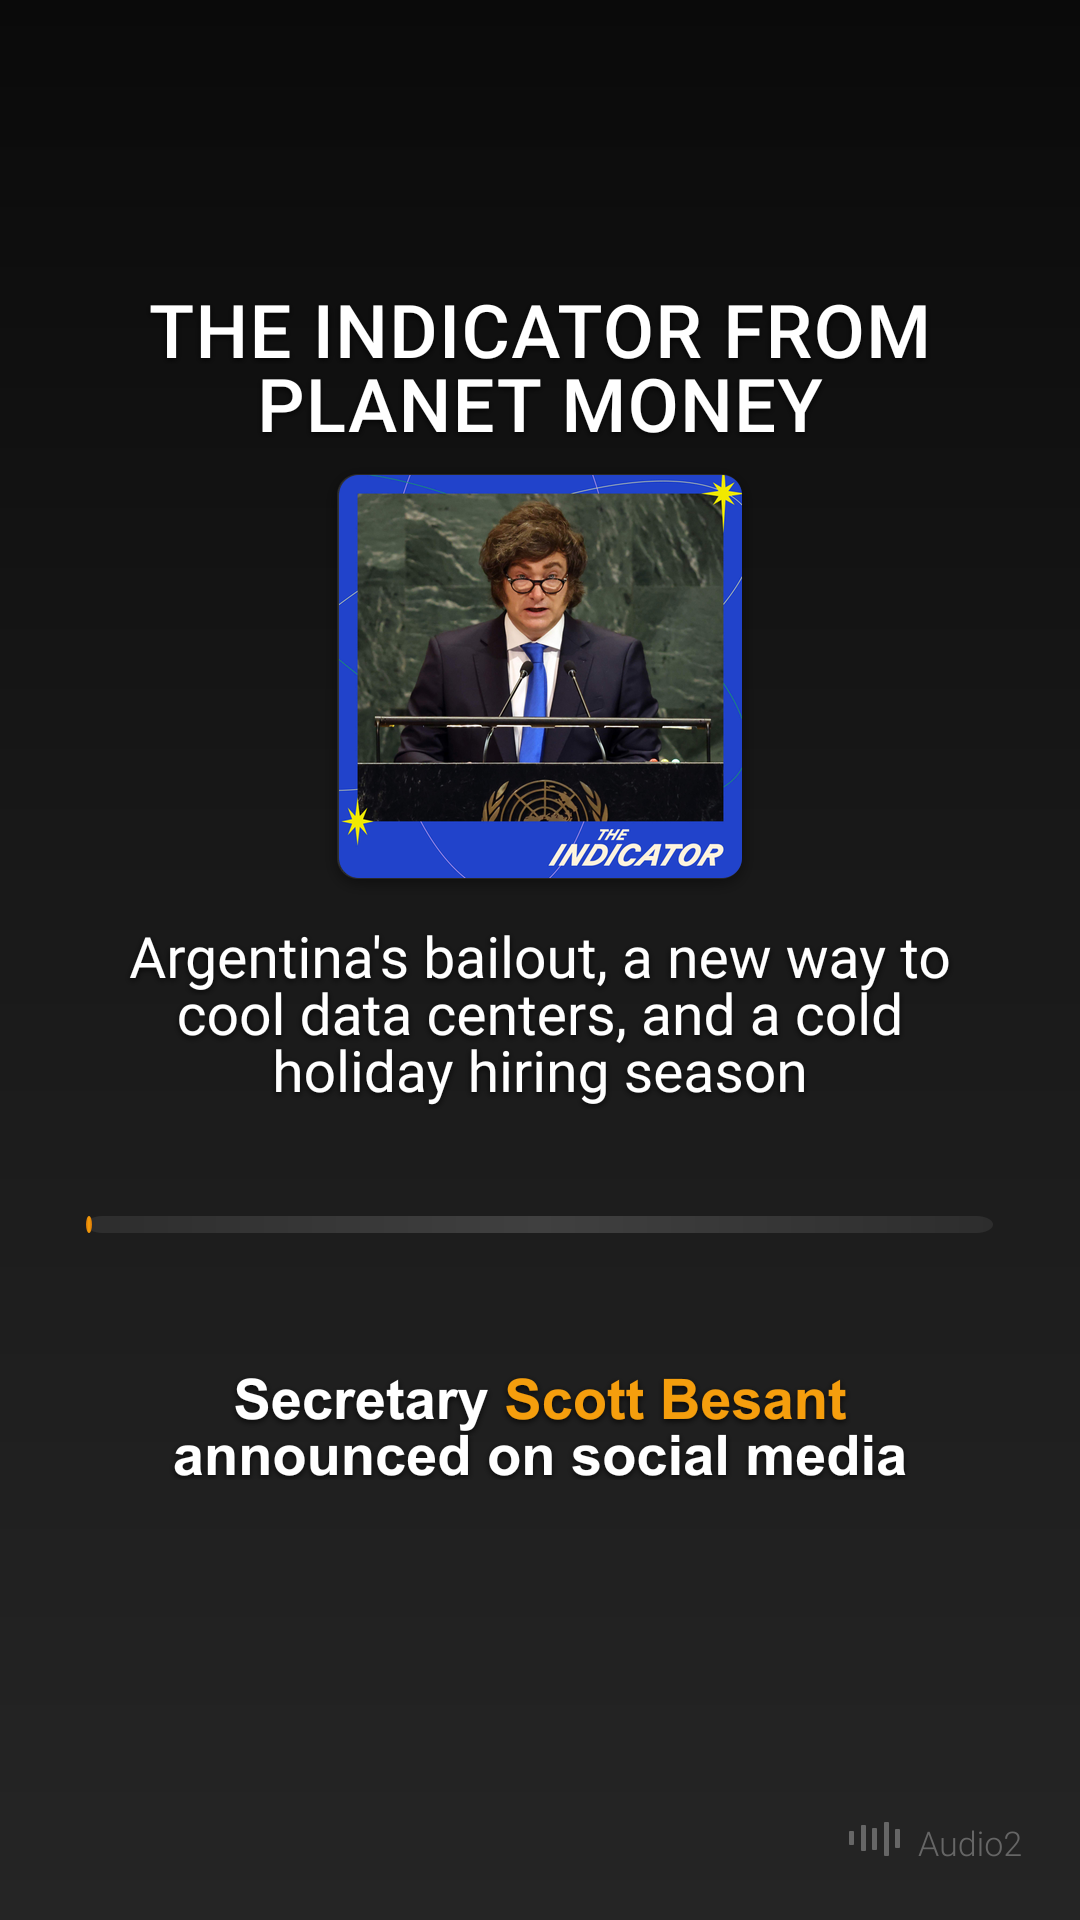 THE INDICATOR FROM
PLANET MONEY
THE
INDICATOR
Argentina's bailout, a new way to
cool data centers, and a cold
holiday hiring season
Secretary Scott Besant
announced on social media
Audio2